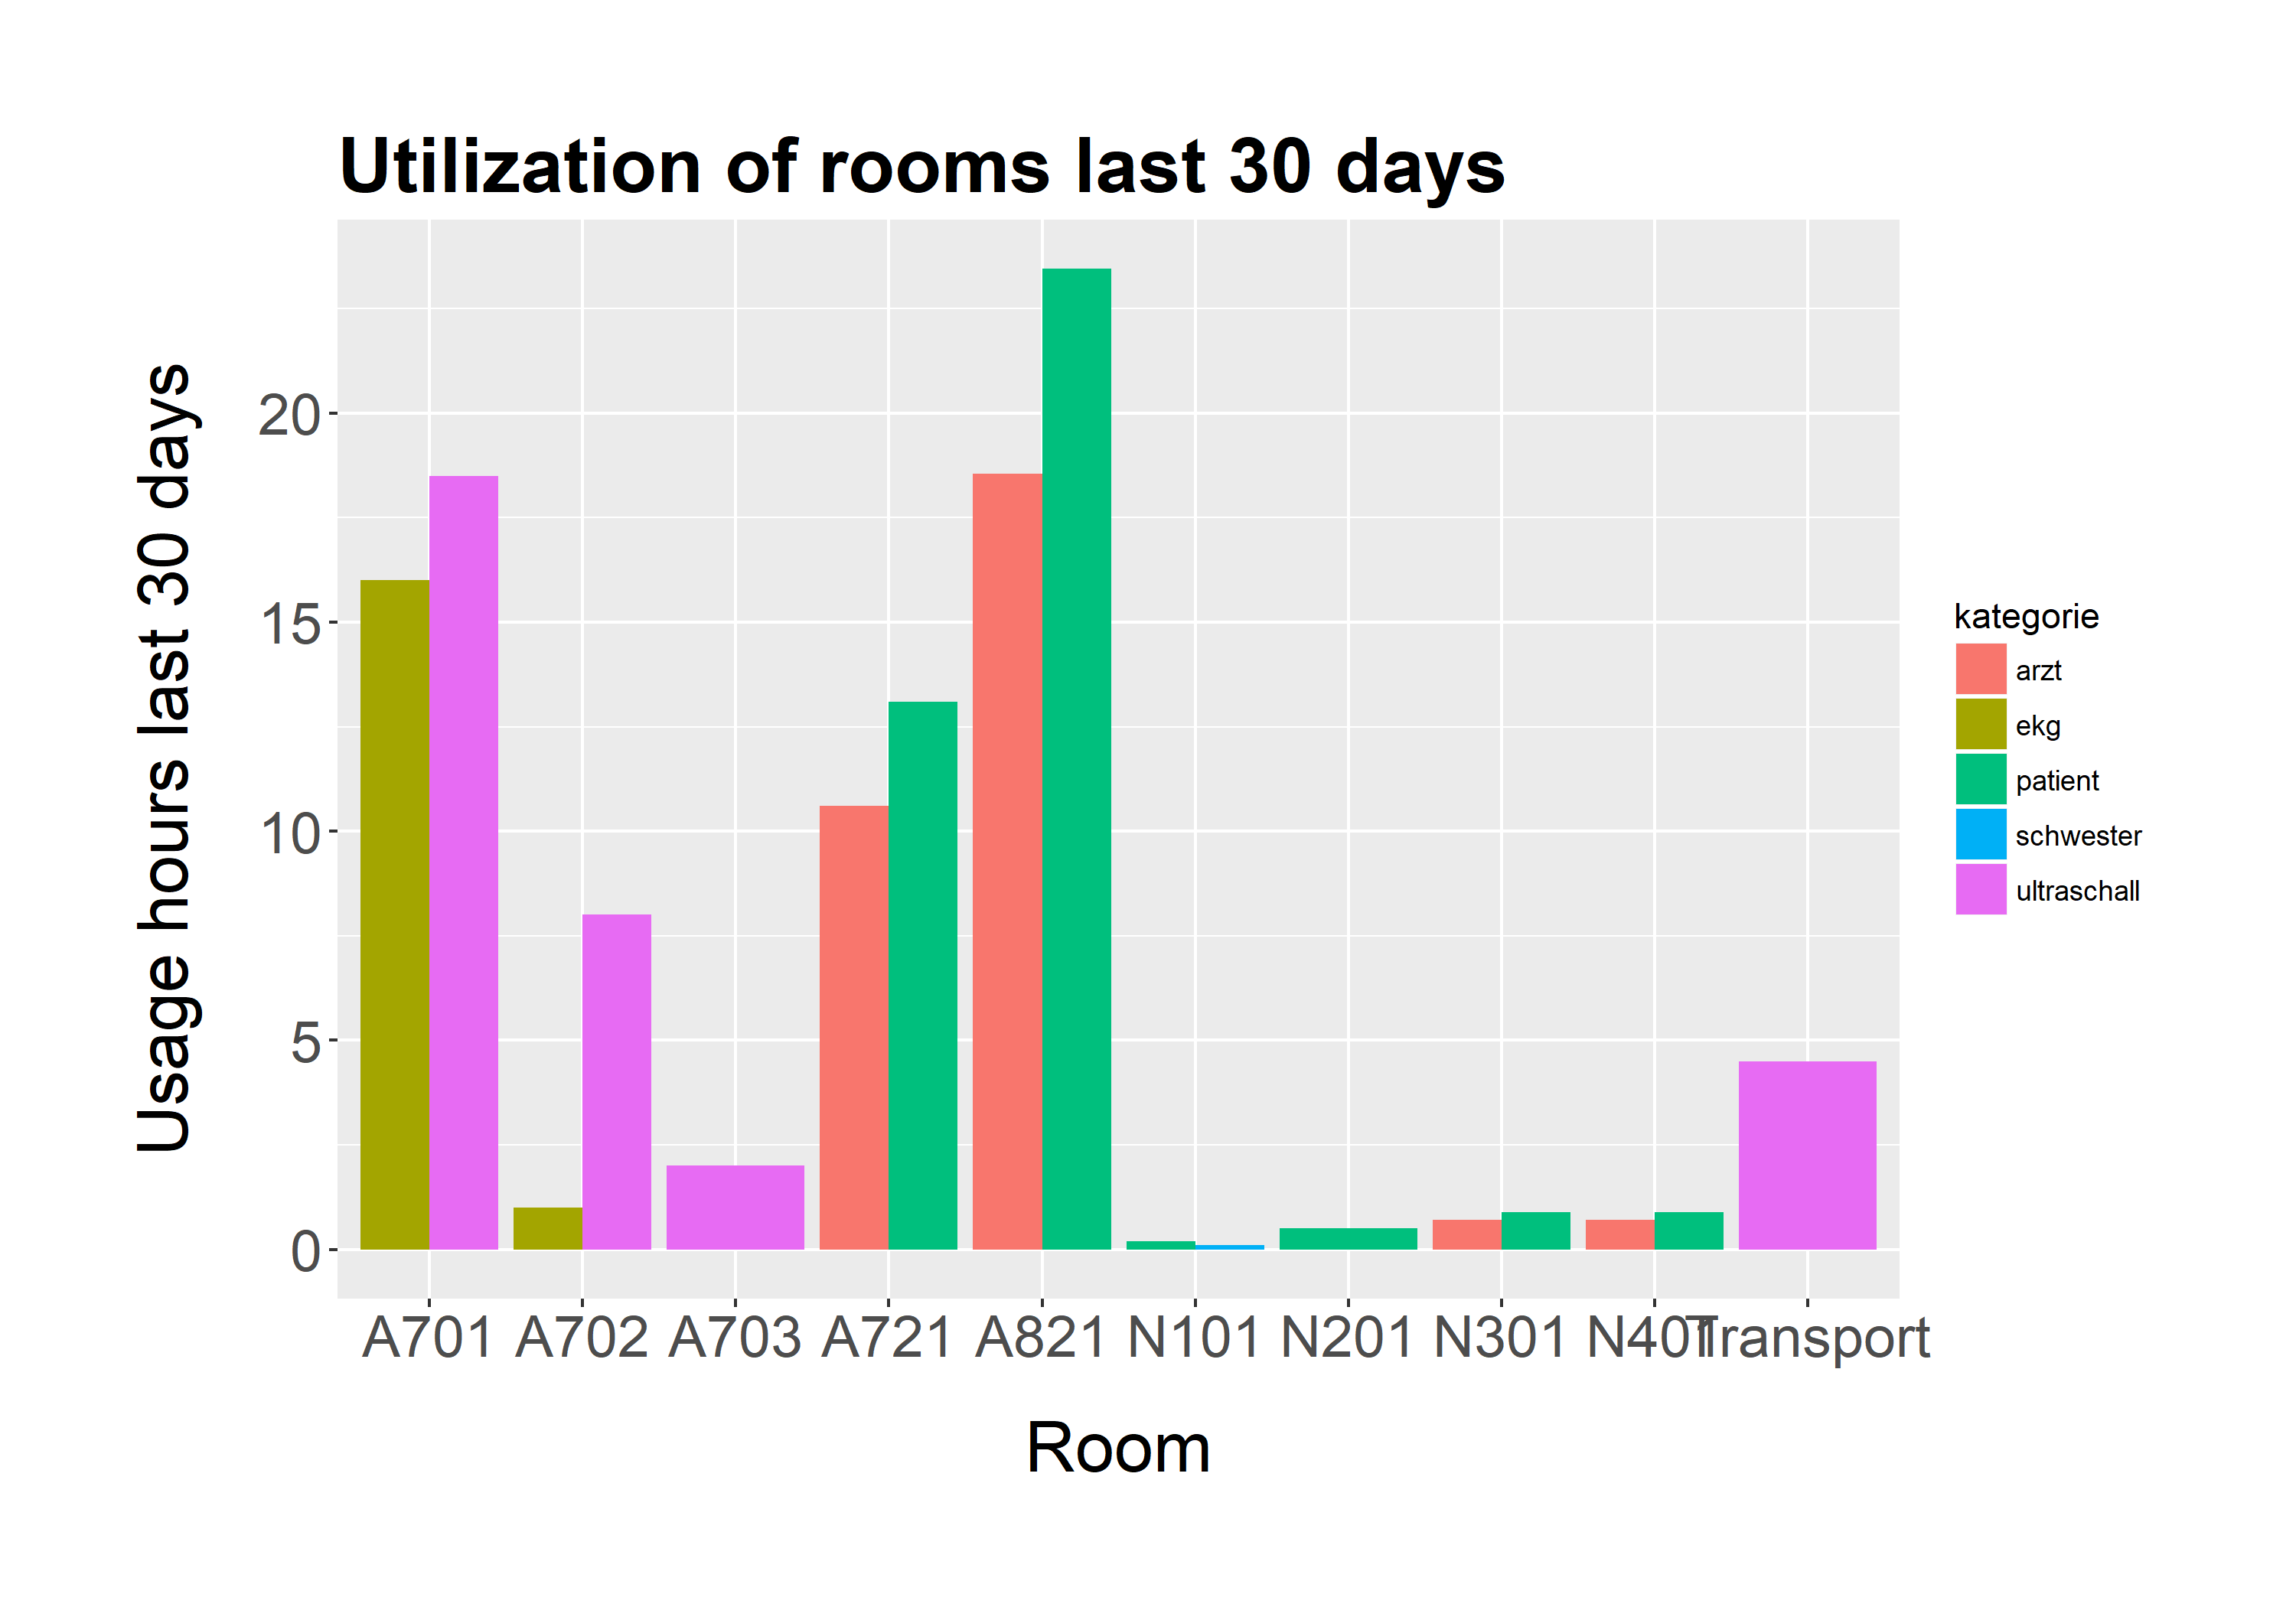 Utilization of rooms last 30 days
Usage hours last 30 days
20
15
10
5
0
A701 A702 A703 A721 A821 N101 N201 N301 N401 Transport
Room
kategorie
arzt
ekg
patient
schwester
ultraschall